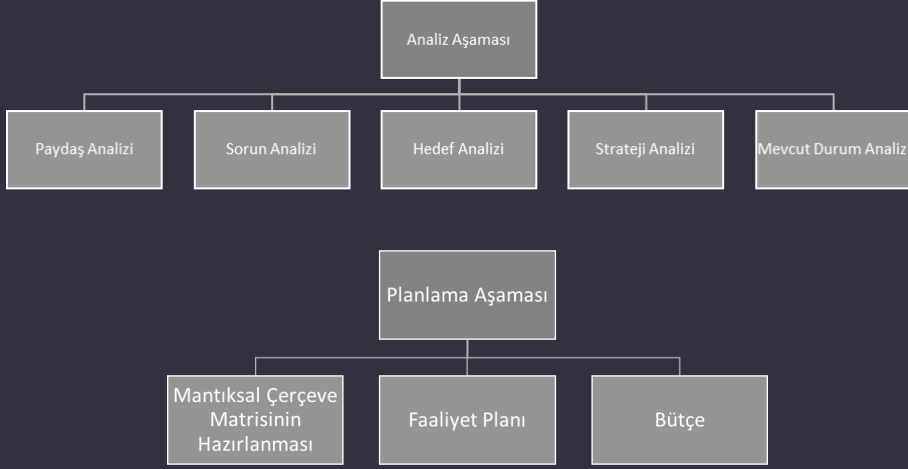 Analiz Aşaması
Paydaş Analizi
Sorun Analizi
Hedef Analizi
Strateji Analizi
Mevcut Durum Analiz
Planlama Aşaması
Mantıksal Çerçeve
Matrisinin
Hazırlanması
Faaliyet Planı
Bütçe